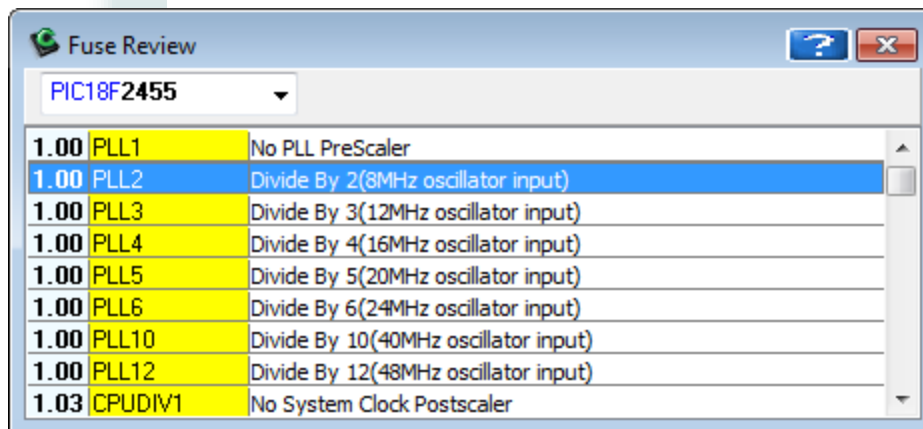 Fuse Review
?
PIC18F2455
1.00 PLL1 No PLL PreScaler
1.00 PLL2 Divide By 2(8MHz oscillator input)
1.00 PLL3 Divide By 3(12MHz oscillator input)
1.00 PLL4 Divide By 4(16MHz oscillator input)
1.00 PLL5 Divide By 5(20MHz oscillator input)
1.00 PLL6 Divide By 6(24MHz oscillator input)
1.00 PLL10 Divide By 10(40MHz oscillator input)
1.00 PLL12 Divide By 12(48MHz oscillator input)
1.03 CPUDIV1 No System Clock Postscaler